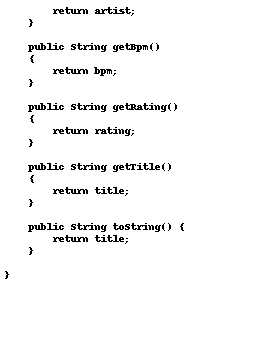 return artist;
}
public String getBpm()
{
return bpm;
}
public String getRating()
{
return rating;
}
public String getTitle()
{
return title;
}
public String toString() {
return title;
}
}